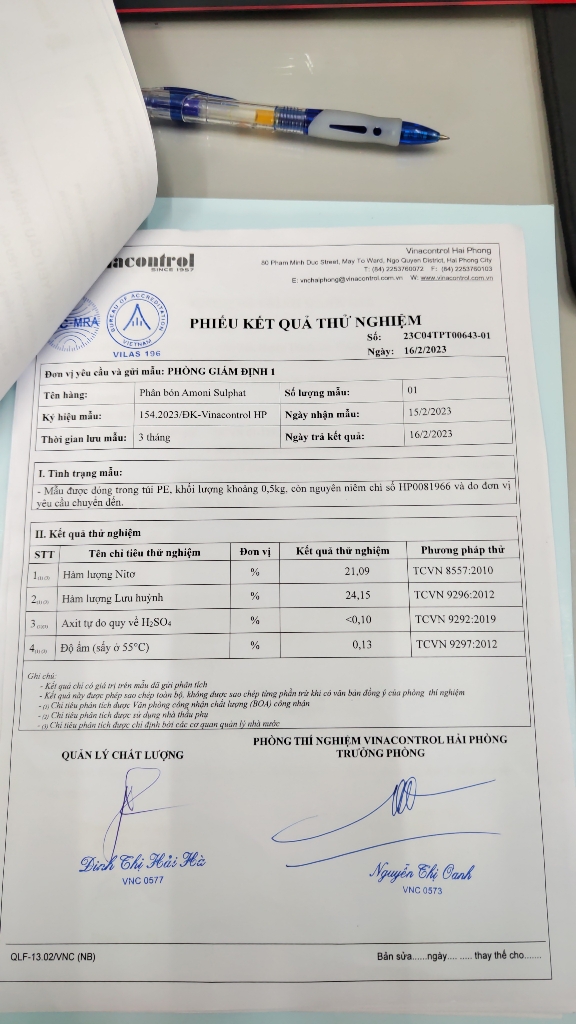 Vinacontrol Hai Phong
80 Pham Minh Duc Street, May To Ward, Ngo Quyen District, Hai Phong City
T: (84) 2253760072 F: (84) 2253760103
E: vnchaiphong@vinacontrol.com.vn W: www.vinacontrol.com.vn
nacontrol
SINCE 1957
C-MRA
BUREAU OF ACCREDITATION
VIETNAM
VILAS 196
PHIẾU KẾT QUẢ THỬ NGHIỆM
Số: 23C04TPT00643-01
Ngày: 16/2/2023
Đơn vị yêu cầu và gửi mẫu: PHÒNG GIÁM ĐỊNH 1
Tên hàng: Phân bón Amoni Sulphat Số lượng mẫu: 01
Ký hiệu mẫu: 154.2023/ĐK-Vinacontrol HP Ngày nhận mẫu: 15/2/2023
Thời gian lưu mẫu: 3 tháng Ngày trả kết quả: 16/2/2023
I. Tình trạng mẫu:
- Mẫu được đóng trong túi PE, khối lượng khoảng 0,5kg, còn nguyên niêm chì số HP0081966 và do đơn vị
yêu cầu chuyển đến.
II. Kết quả thử nghiệm
STT Tên chỉ tiêu thử nghiệm Đơn vị Kết quả thử nghiệm Phương pháp thử
1 Hàm lượng Nitơ % 21,09 TCVN 8557:2010
2 Hàm lượng Lưu huỳnh % 24,15 TCVN 9296:2012
3 Axit tự do quy về H₂SO₄ % <0,10 TCVN 9292:2019
4 Độ ẩm (sấy ở 55°C) % 0,13 TCVN 9297:2012
Ghi chú:
- Kết quả chỉ có giá trị trên mẫu đã gửi phân tích
- Kết quả này được phép sao chép toàn bộ, không được sao chép từng phần trừ khi có văn bản đồng ý của phòng thí nghiệm
- (1) Chỉ tiêu phân tích được Văn phòng công nhận chất lượng (BOA) công nhận
- (2) Chỉ tiêu phân tích được sử dụng nhà thầu phụ
- (3) Chỉ tiêu phân tích được chỉ định bởi các cơ quan quản lý nhà nước
QUẢN LÝ CHẤT LƯỢNG
PHÒNG THÍ NGHIỆM VINACONTROL HẢI PHÒNG
TRƯỞNG PHÒNG
Đinh Thị Hải Hà
VNC 0577
Nguyễn Thị Oanh
VNC 0573
QLF-13.02/VNC (NB)
Bản sửa......ngày.... ..... thay thế cho.......